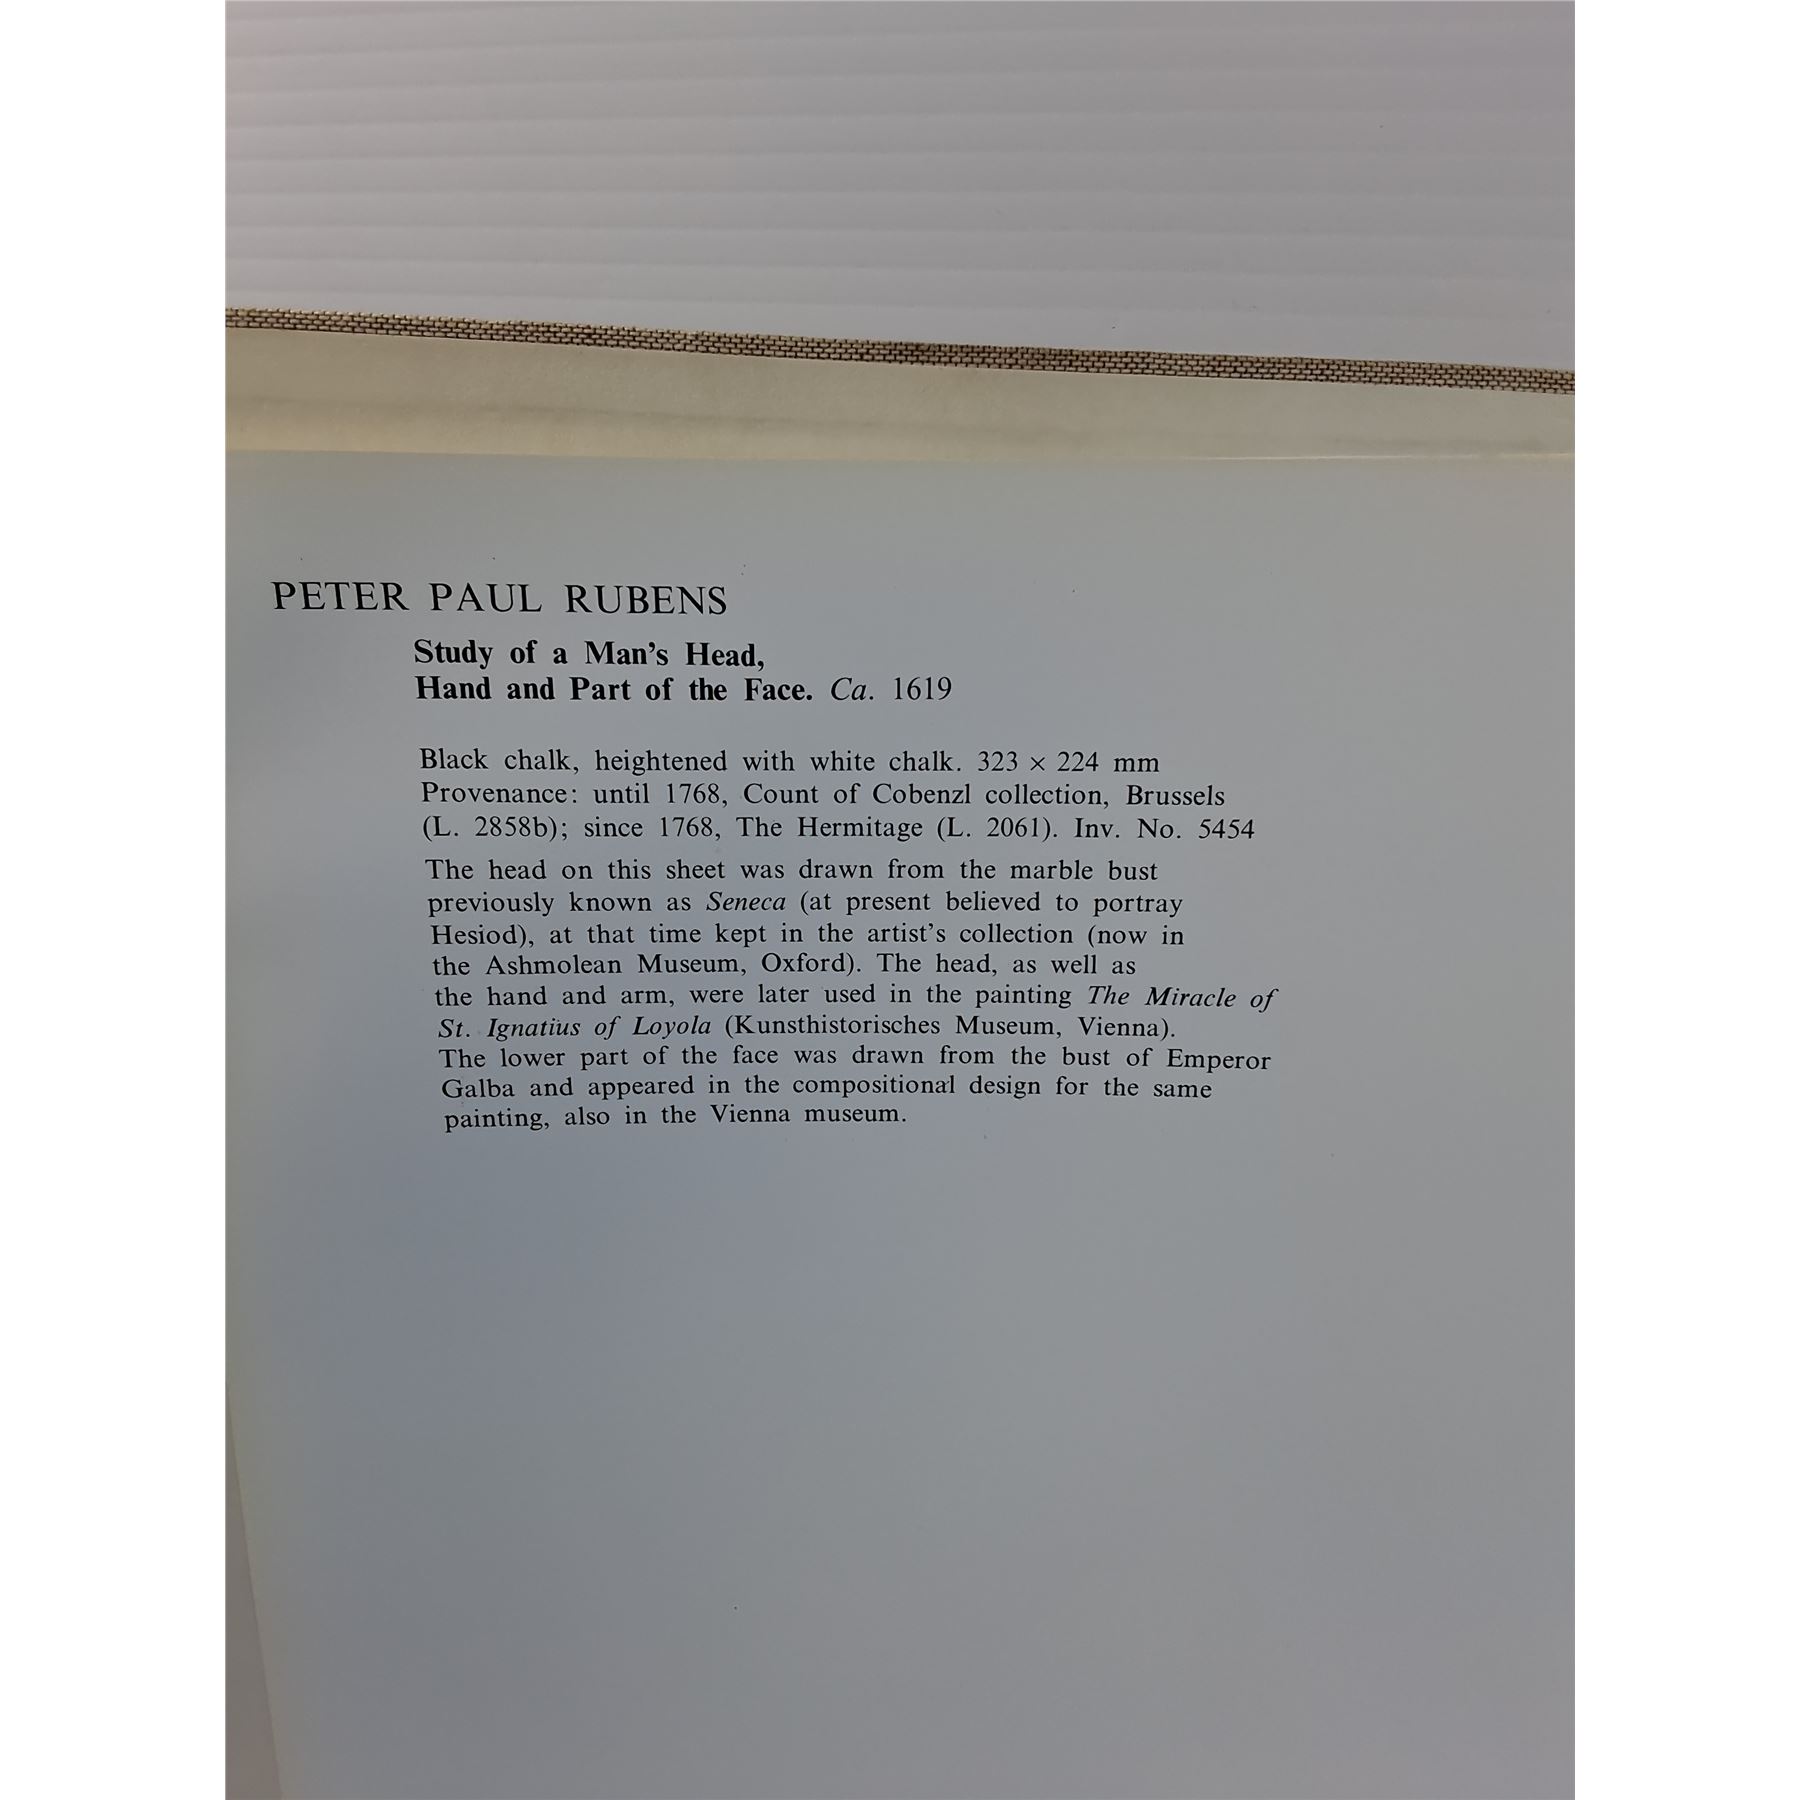 PETER PAUL RUBENS
Study of a Man's Head,
Hand and Part of the Face. Ca. 1619
Black chalk, heightened with white chalk. 323 × 224 mm
Provenance: until 1768, Count of Cobenzl collection, Brussels
(L. 2858b); since 1768, The Hermitage (L. 2061). Inv. No. 5454
The head on this sheet was drawn from the marble bust
previously known as Seneca (at present believed to portray
Hesiod), at that time kept in the artist's collection (now in
the Ashmolean Museum, Oxford). The head, as well as
the hand and arm, were later used in the painting The Miracle of
St. Ignatius of Loyola (Kunsthistorisches Museum, Vienna).
The lower part of the face was drawn from the bust of Emperor
Galba and appeared in the compositional design for the same
painting, also in the Vienna museum.